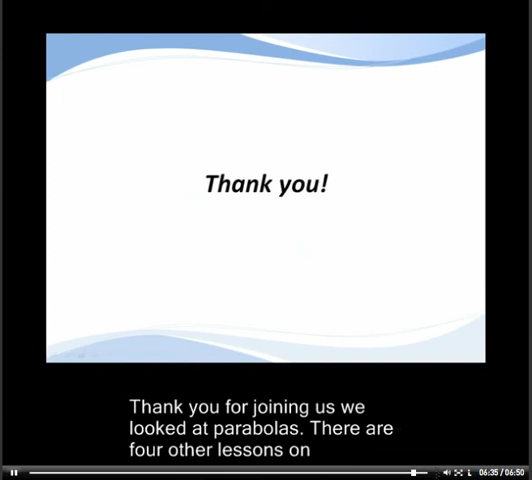 Thank you!
Thank you for joining us we
looked at parabolas. There are
four other lessons on
06:35 / 06:50